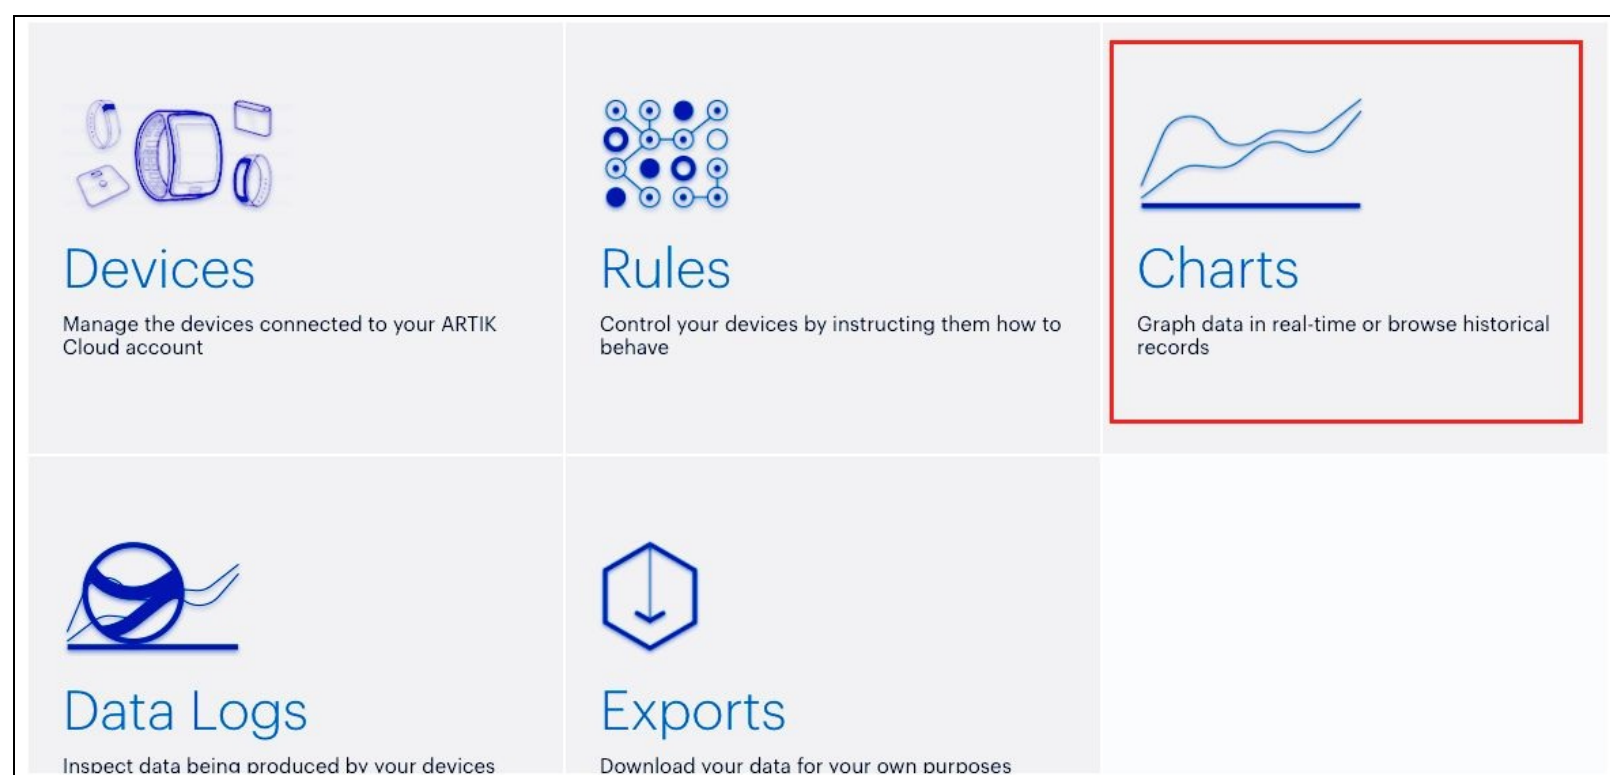 Devices
Manage the devices connected to your ARTIK
Cloud account
Rules
Control your devices by instructing them how to
behave
Charts
Graph data in real-time or browse historical
records
Data Logs
Inspect data being produced by your devices
Exports
Download your data for your own purposes